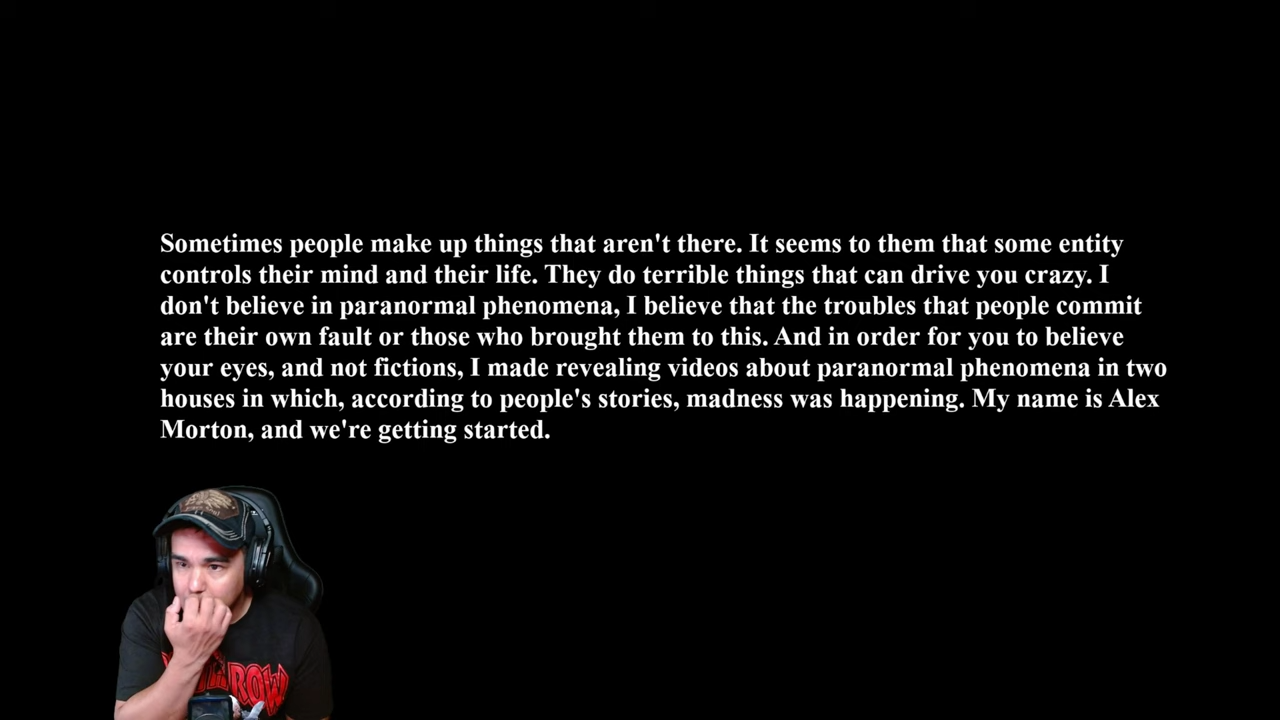 Sometimes people make up things that aren't there. It seems to them that some entity
controls their mind and their life. They do terrible things that can drive you crazy. I
don't believe in paranormal phenomena, I believe that the troubles that people commit
are their own fault or those who brought them to this. And in order for you to believe
your eyes, and not fictions, I made revealing videos about paranormal phenomena in two
houses in which, according to people's stories, madness was happening. My name is Alex
Morton, and we're getting started.